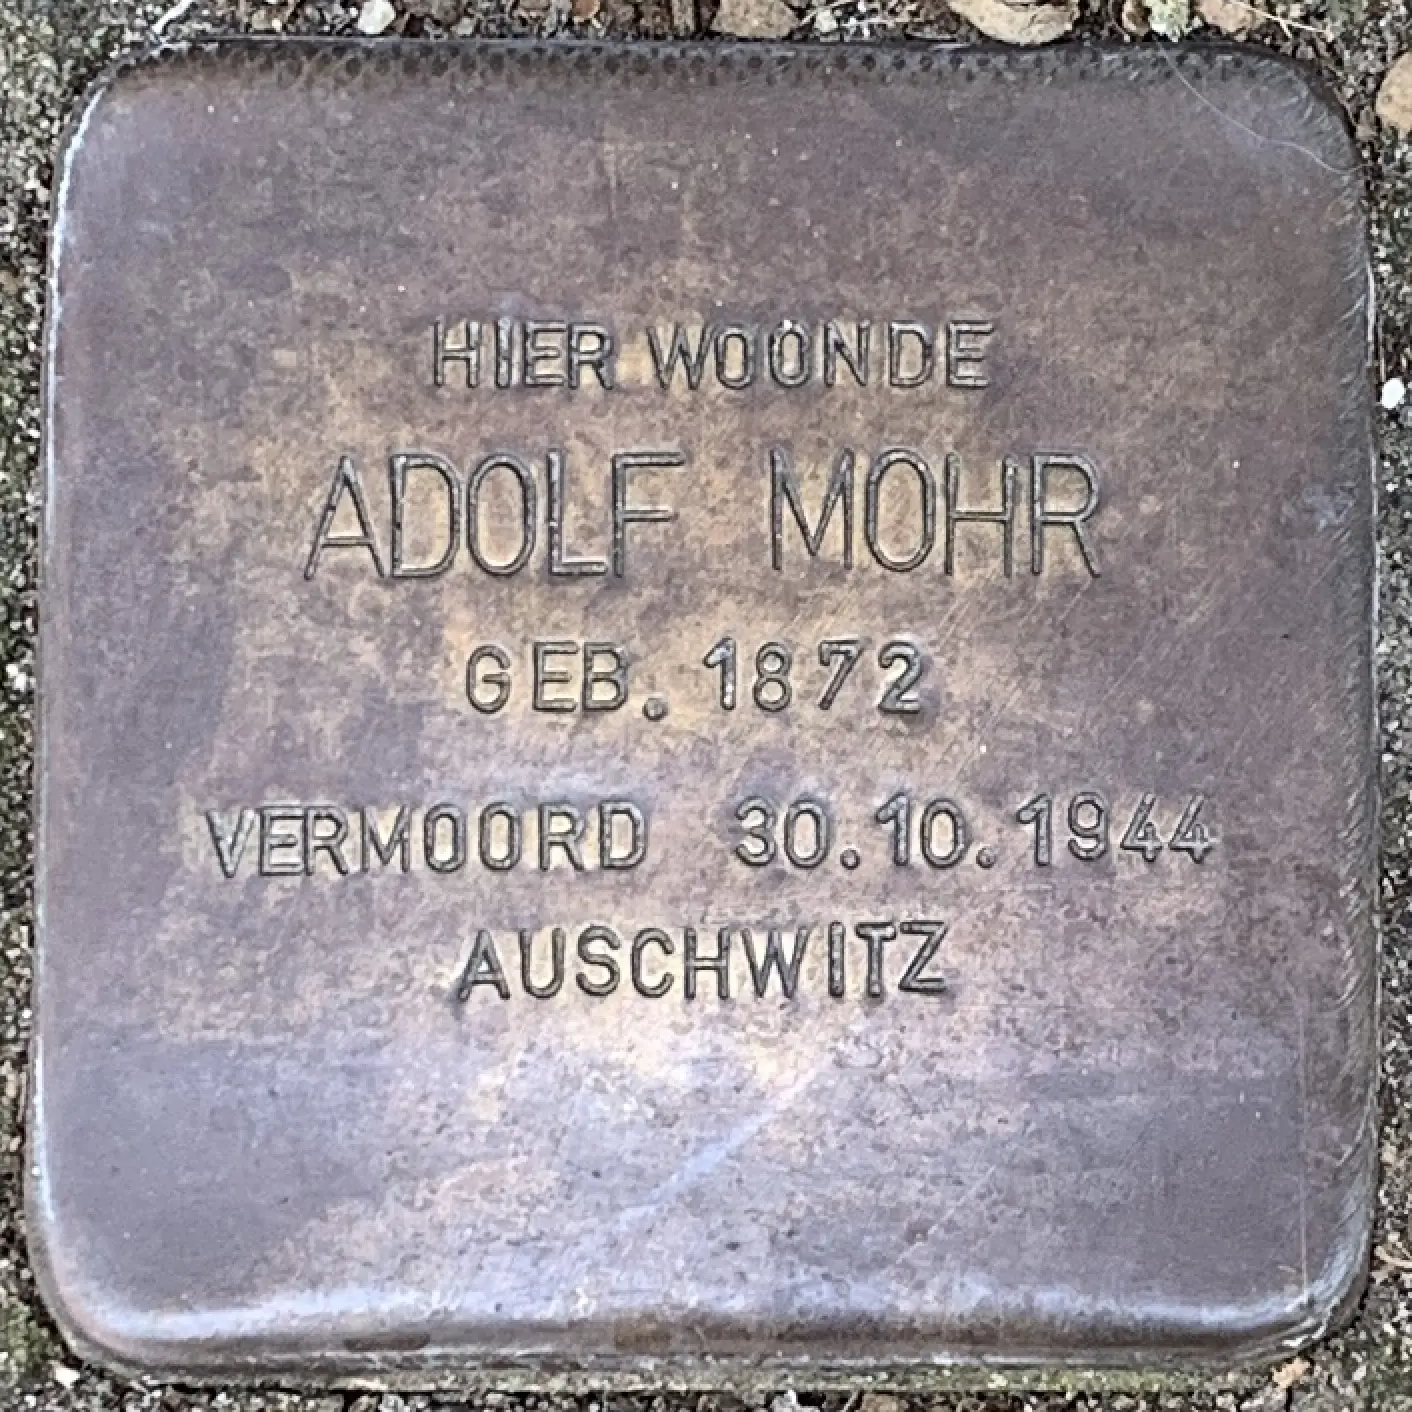 HIER WOONDE
ADOLF MOHR
GEB. 1872
VERMOORD 30.10.1944
AUSCHWITZ